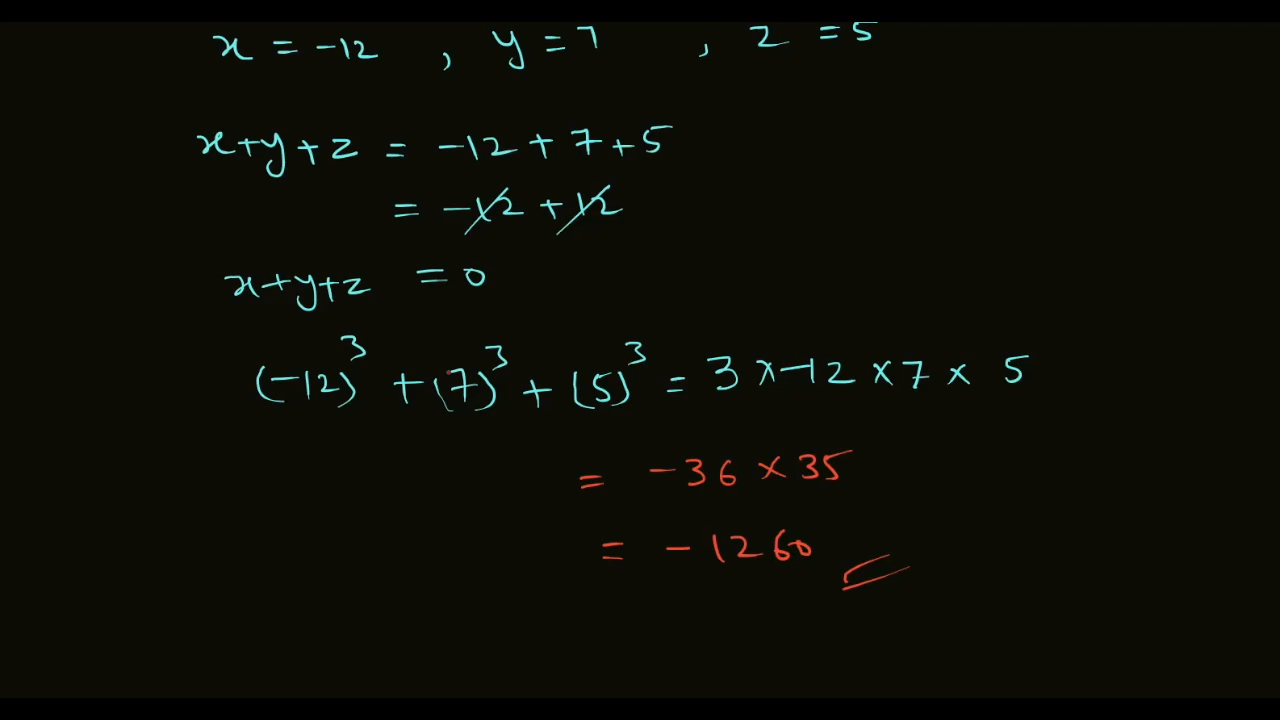 x = -12 , y = 7 , z = 5
x+y+z = -12 + 7 + 5
= -12 + 12
x+y+z = 0
(-12)³ + (7)³ + (5)³ = 3 x -12 x 7 x 5
= -36 x 35
= -1260